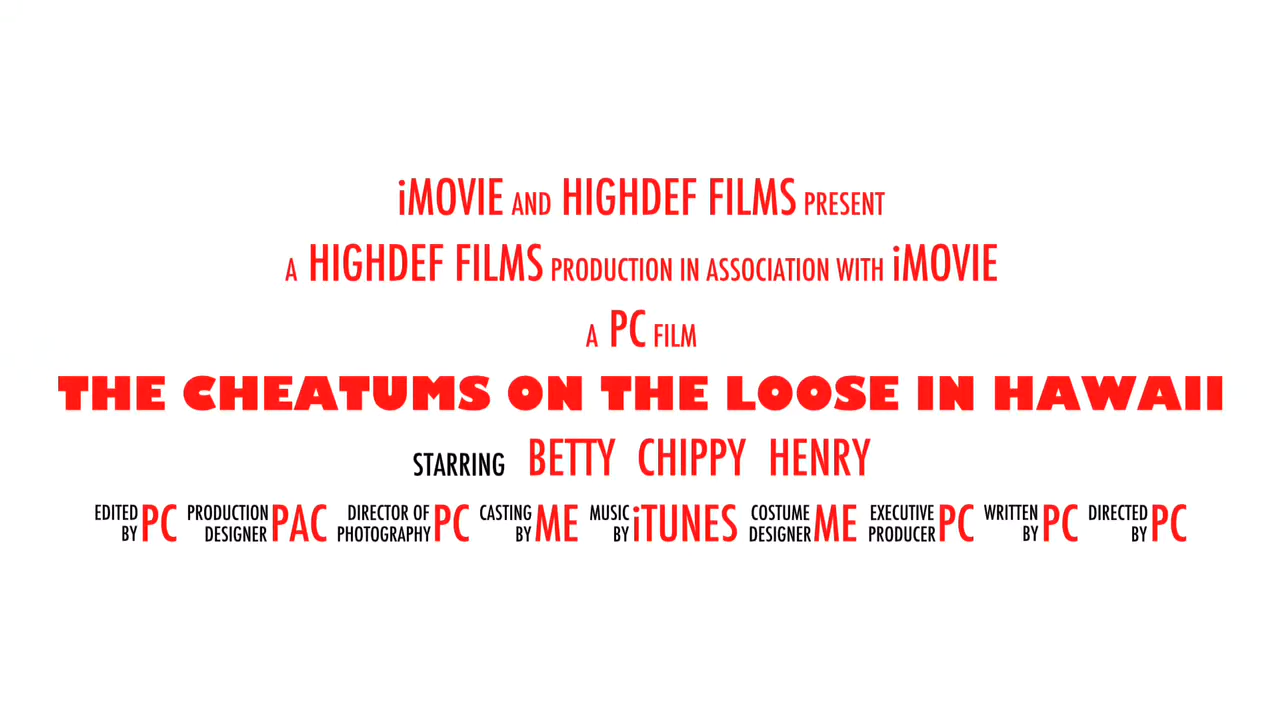 iMOVIE AND HIGHDEF FILMS PRESENT
A HIGHDEF FILMS PRODUCTION IN ASSOCIATION WITH iMOVIE
A PC FILM
THE CHEATUMS ON THE LOOSE IN HAWAII
STARRING BETTY CHIPPY HENRY
EDITED BY PC PRODUCTION DESIGNER PAC DIRECTOR OF PHOTOGRAPHY PC CASTING BY ME MUSIC BY iTUNES COSTUME DESIGNER ME EXECUTIVE PRODUCER PC WRITTEN BY PC DIRECTED BY PC